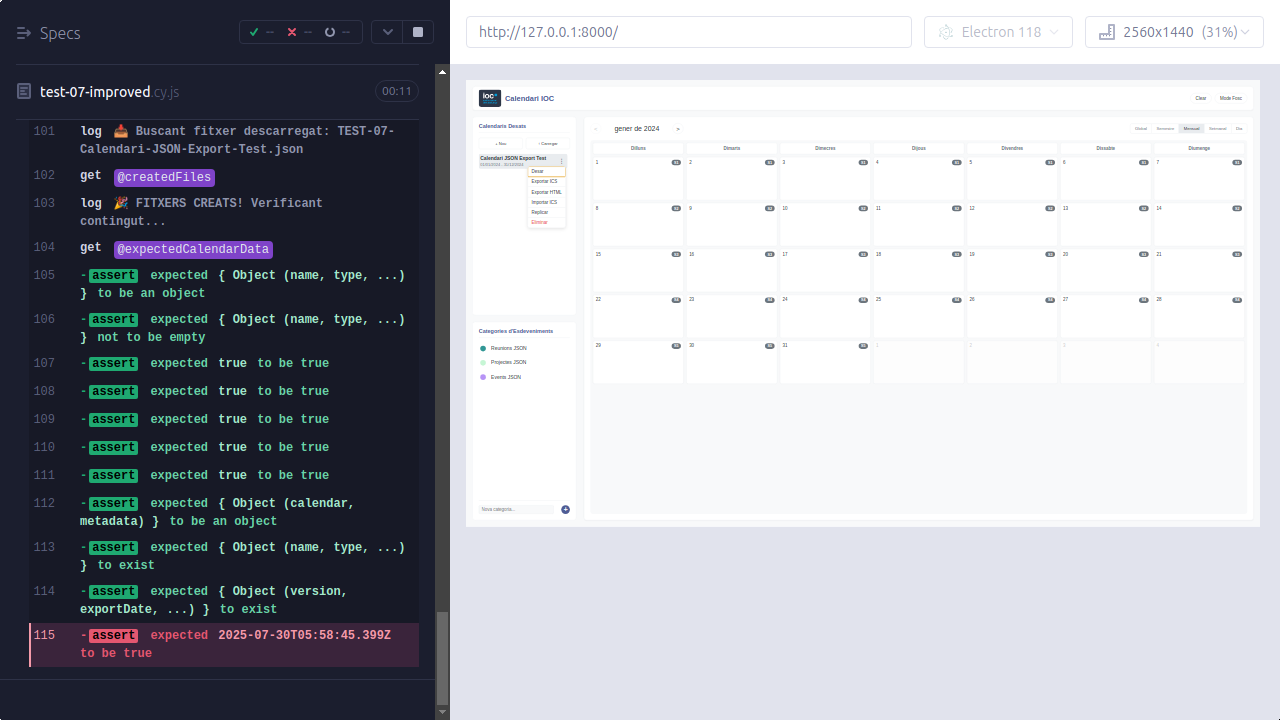 Specs
--
--
--
http://127.0.0.1:8000/
Electron 118
2560x1440 (31%)
test-07-improved.cy.js
00:11
101 log 📥 Buscant fitxer descarregat: TEST-07-
Calendari-JSON-Export-Test.json
102 get @createdFiles
103 log 🎉 FITXERS CREATS! Verificant
contingut...
104 get @expectedCalendarData
105 -assert expected { Object (name, type, ...)
} to be an object
106 -assert expected { Object (name, type, ...)
} not to be empty
107 -assert expected true to be true
108 -assert expected true to be true
109 -assert expected true to be true
110 -assert expected true to be true
111 -assert expected true to be true
112 -assert expected { Object (calendar,
metadata) } to be an object
113 -assert expected { Object (name, type, ...)
} to exist
114 -assert expected { Object (version,
exportDate, ...) } to exist
115 -assert expected 2025-07-30T05:58:45.399Z
to be true
ioc
Calendari IOC
Clear
Mode Fosc
Calendaris Desats
+ Nou
Carregar
Calendari JSON Export Test
Desar
Exportar ICS
Exportar HTML
Importar ICS
Replicar
Eliminar
Categories d'Esdeveniments
Reunions JSON
Projectes JSON
Events JSON
Nova categoria...
+
< gener de 2024 >
Global Semestre Mensual Setmanal Dia
Dilluns Dimarts Dimecres Dijous Divendres Dissabte Diumenge
1 2 3 4 5 6 7
8 9 10 11 12 13 14
15 16 17 18 19 20 21
22 23 24 25 26 27 28
29 30 31 1 2 3 4